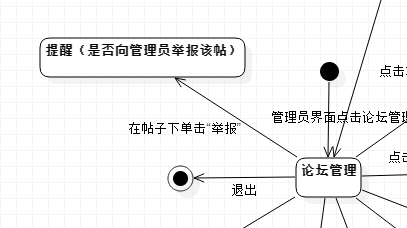 提醒（是否向管理员举报该帖）
点击
管理员界面点击论坛管理
在帖子下单击“举报”
点击
论坛管理
退出